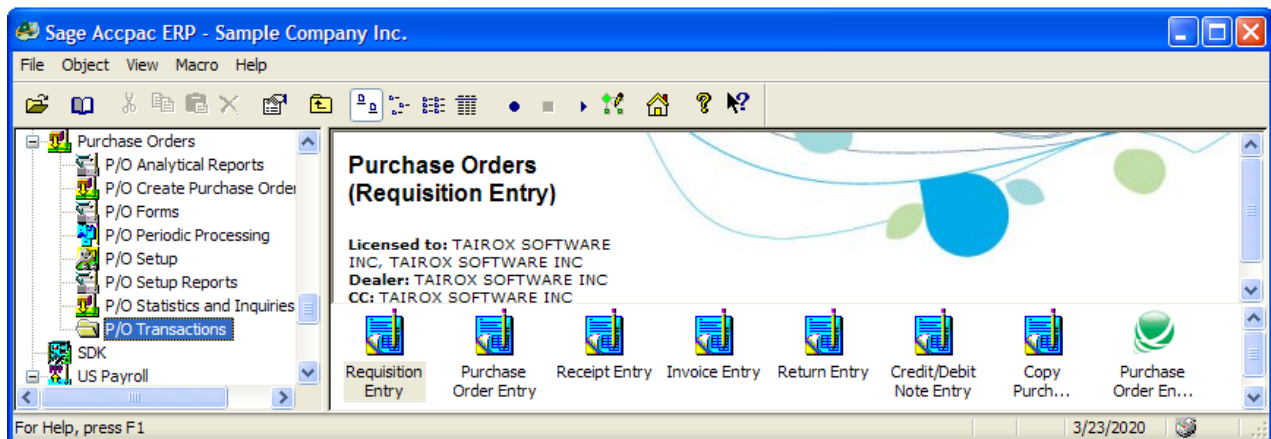 Sage Accpac ERP - Sample Company Inc.
File Object View Macro Help
Purchase Orders
P/O Analytical Reports
P/O Create Purchase Order
P/O Forms
P/O Periodic Processing
P/O Setup
P/O Setup Reports
P/O Statistics and Inquiries
P/O Transactions
SDK
US Payroll
Purchase Orders
(Requisition Entry)
Licensed to: TAIROX SOFTWARE
INC, TAIROX SOFTWARE INC
Dealer: TAIROX SOFTWARE INC
CC: TAIROX SOFTWARE INC
Requisition
Entry
Purchase
Order Entry
Receipt Entry
Invoice Entry
Return Entry
Credit/Debit
Note Entry
Copy
Purch...
Purchase
Order En...
For Help, press F1
3/23/2020